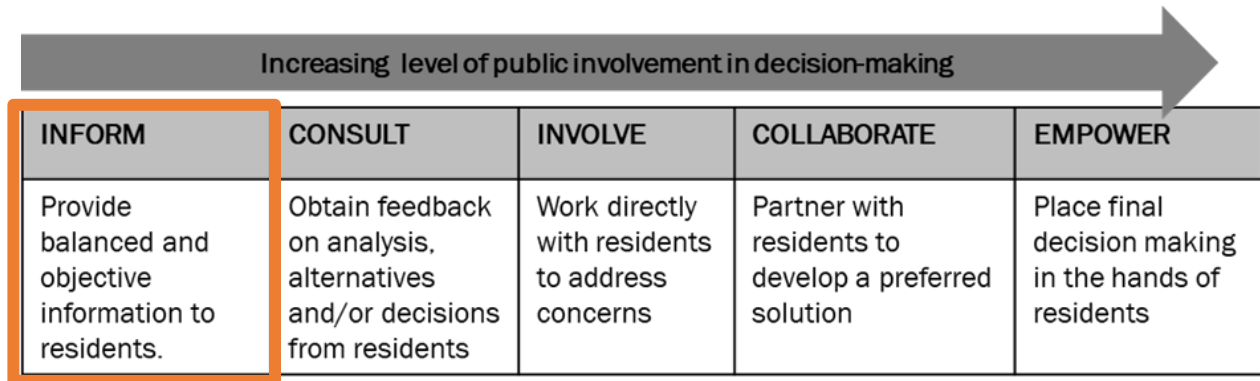 Increasing level of public involvement in decision-making
INFORM
CONSULT
INVOLVE
COLLABORATE
EMPOWER
Provide
balanced and
objective
information to
residents.
Obtain feedback
on analysis,
alternatives
and/or decisions
from residents
Work directly
with residents
to address
concerns
Partner with
residents to
develop a preferred
solution
Place final
decision making
in the hands of
residents